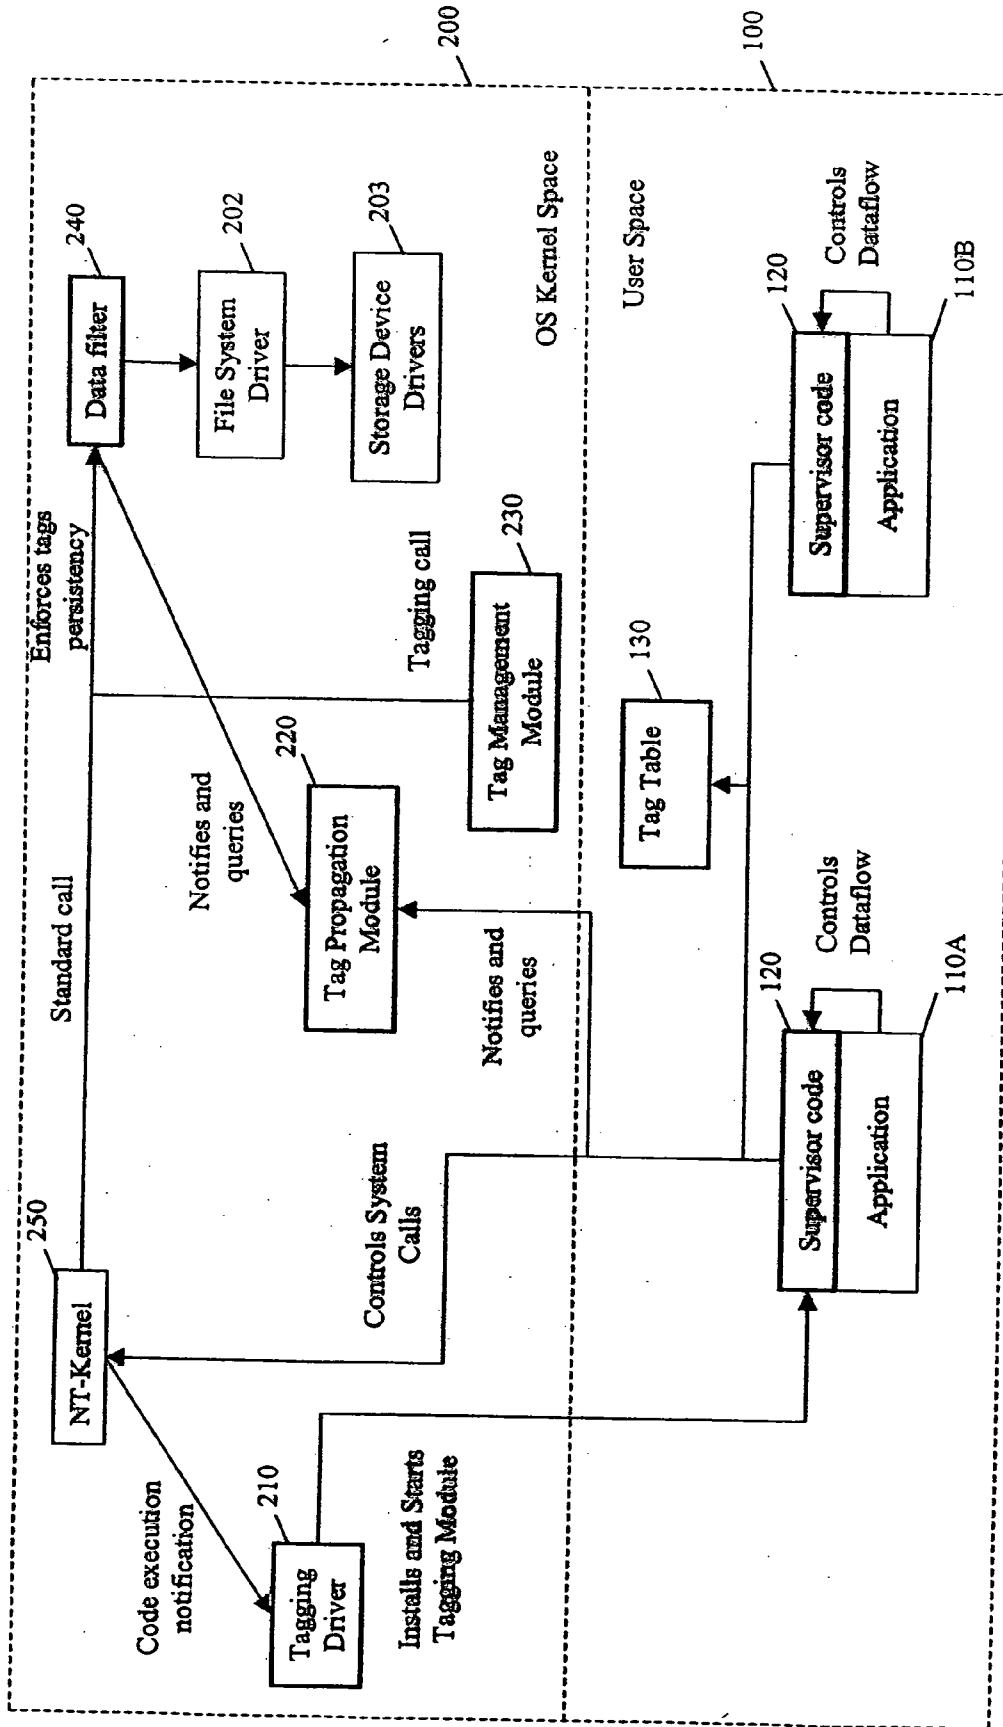 200
250
NT-Kernel
Standard call
Enforces tags
persistency
240
Data filter
Code execution
notification
Notifies and
queries
202
File System
Driver
210
Tagging
Driver
220
Tag Propagation
Module
203
Storage Device
Drivers
Installs and Starts
Tagging Module
Controls System
Calls
Notifies and
queries
Tagging call
230
Tag Management
Module
OS Kernel Space
100
User Space
130
Tag Table
120
Supervisor code
Application
Controls
Dataflow
110A
120
Supervisor code
Application
Controls
Dataflow
110B